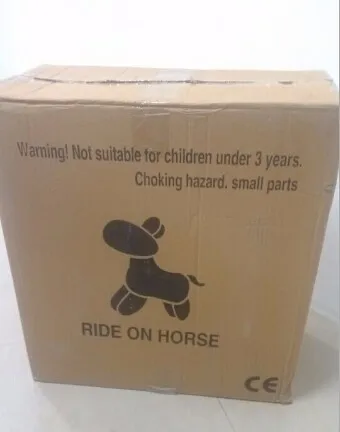 Warning! Not suitable for children under 3 years.
Choking hazard. small parts
RIDE ON HORSE
CE